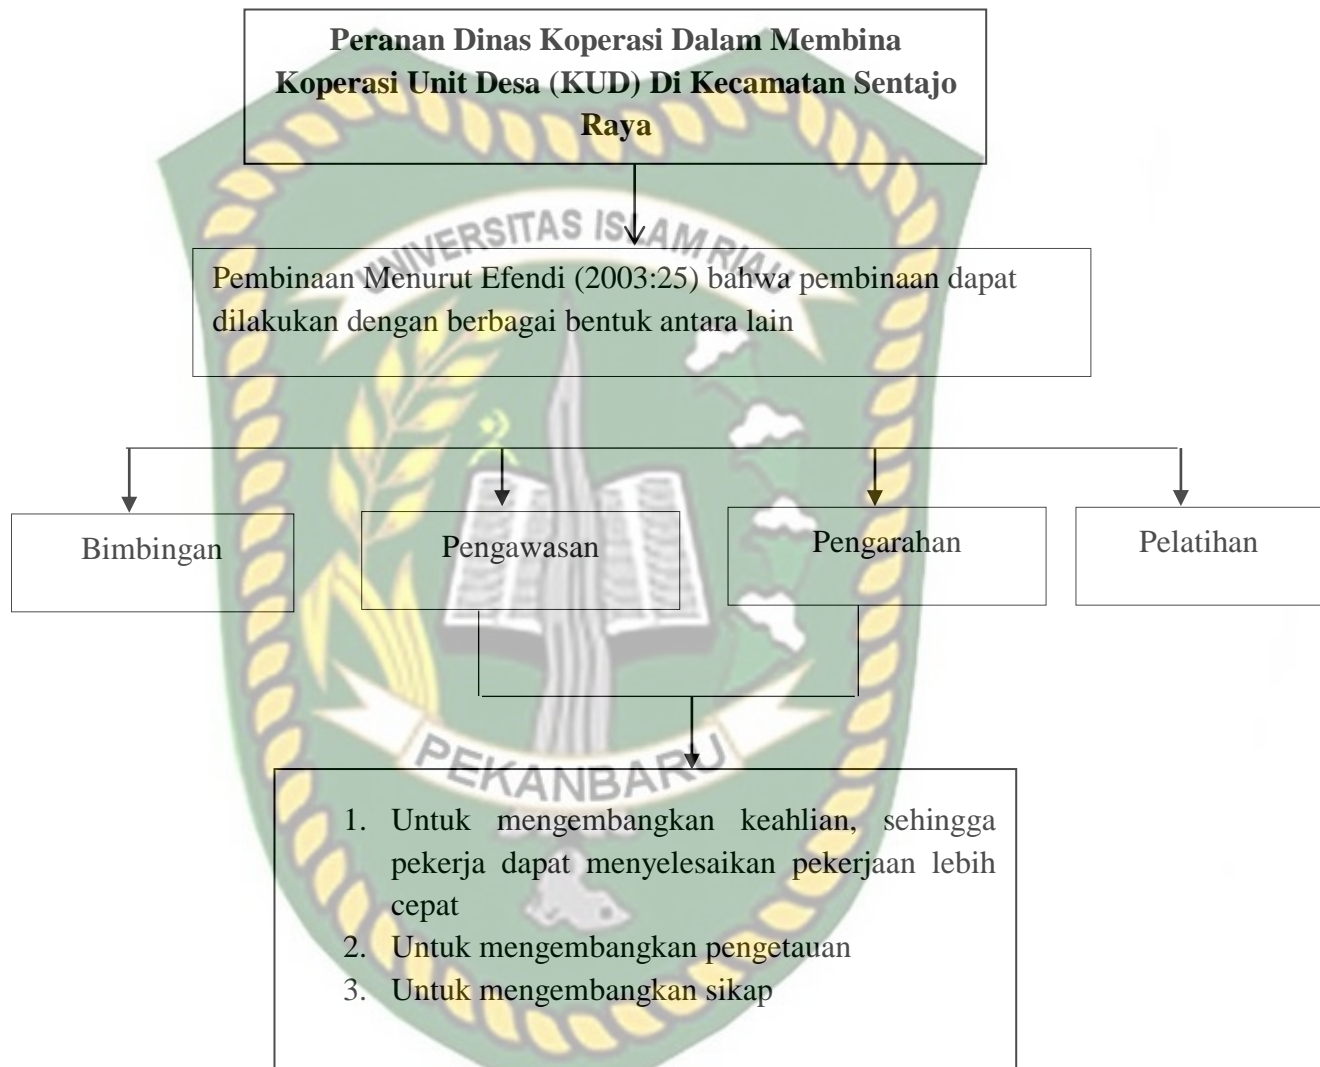 Peranan Dinas Koperasi Dalam Membina
Koperasi Unit Desa (KUD) Di Kecamatan Sentajo
Raya
UNIVERSITAS ISLAM RIAU
Pembinaan Menurut Efendi (2003:25) bahwa pembinaan dapat
dilakukan dengan berbagai bentuk antara lain
Bimbingan
Pengawasan
Pengarahan
Pelatihan
PEKANBARU
1. Untuk mengembangkan keahlian, sehingga
pekerja dapat menyelesaikan pekerjaan lebih
cepat
2. Untuk mengembangkan pengetauan
3. Untuk mengembangkan sikap